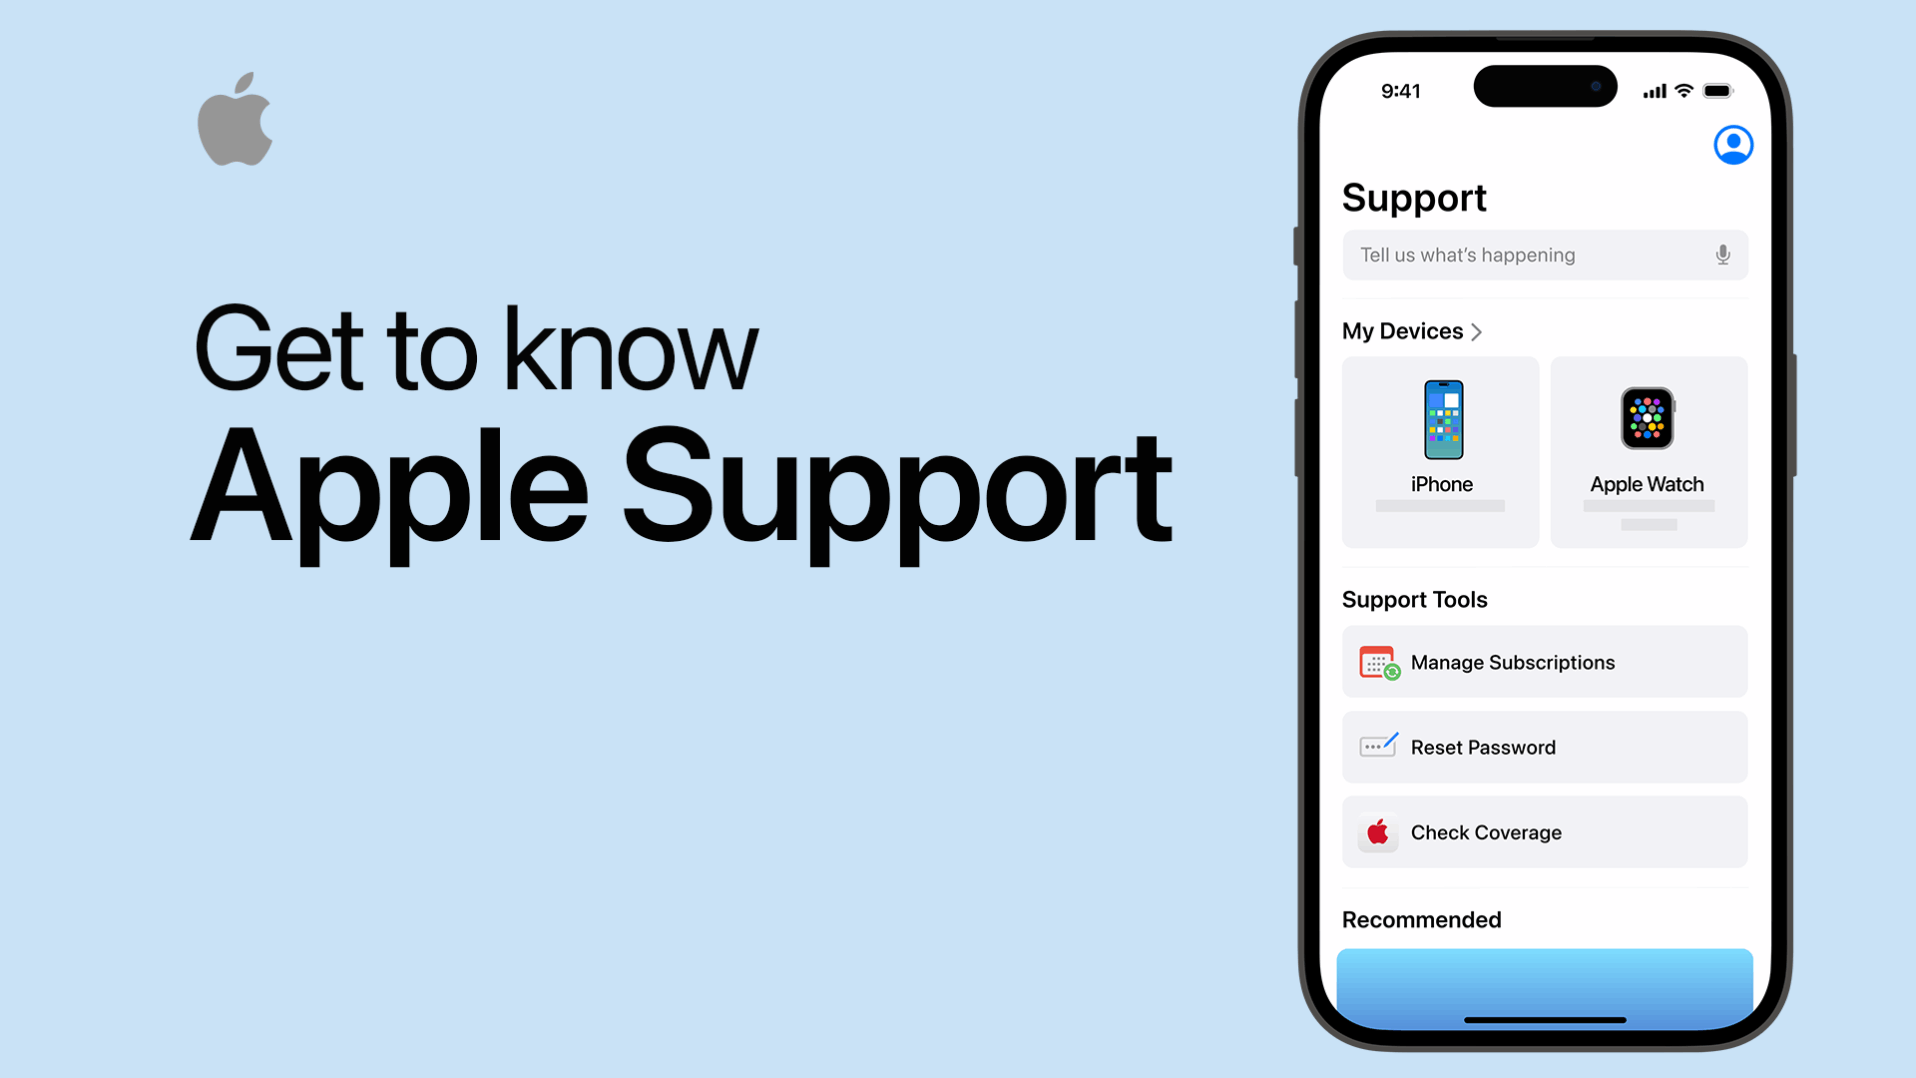 Get to know
Apple Support
9:41
Support
Tell us what’s happening
My Devices
iPhone
Apple Watch
Support Tools
Manage Subscriptions
Reset Password
Check Coverage
Recommended